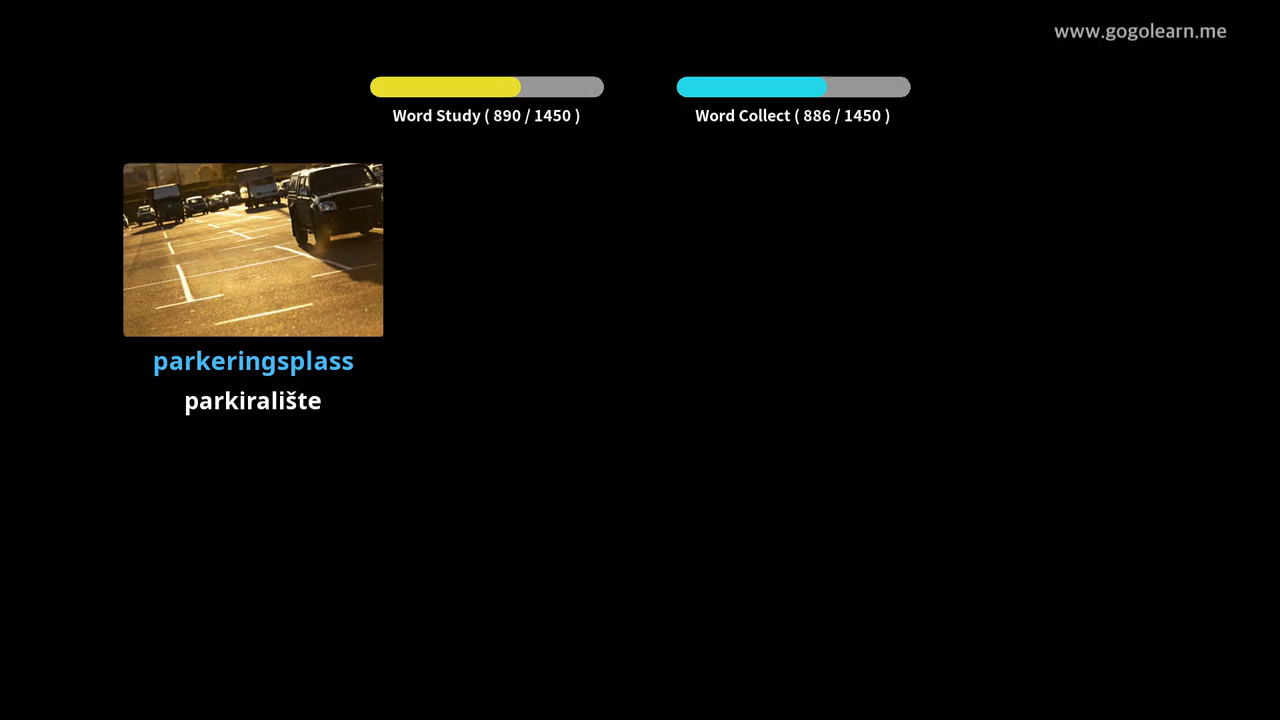 www.gogolearn.me
Word Study ( 890 / 1450 )
Word Collect ( 886 / 1450 )
parkeringsplass
parkiralište